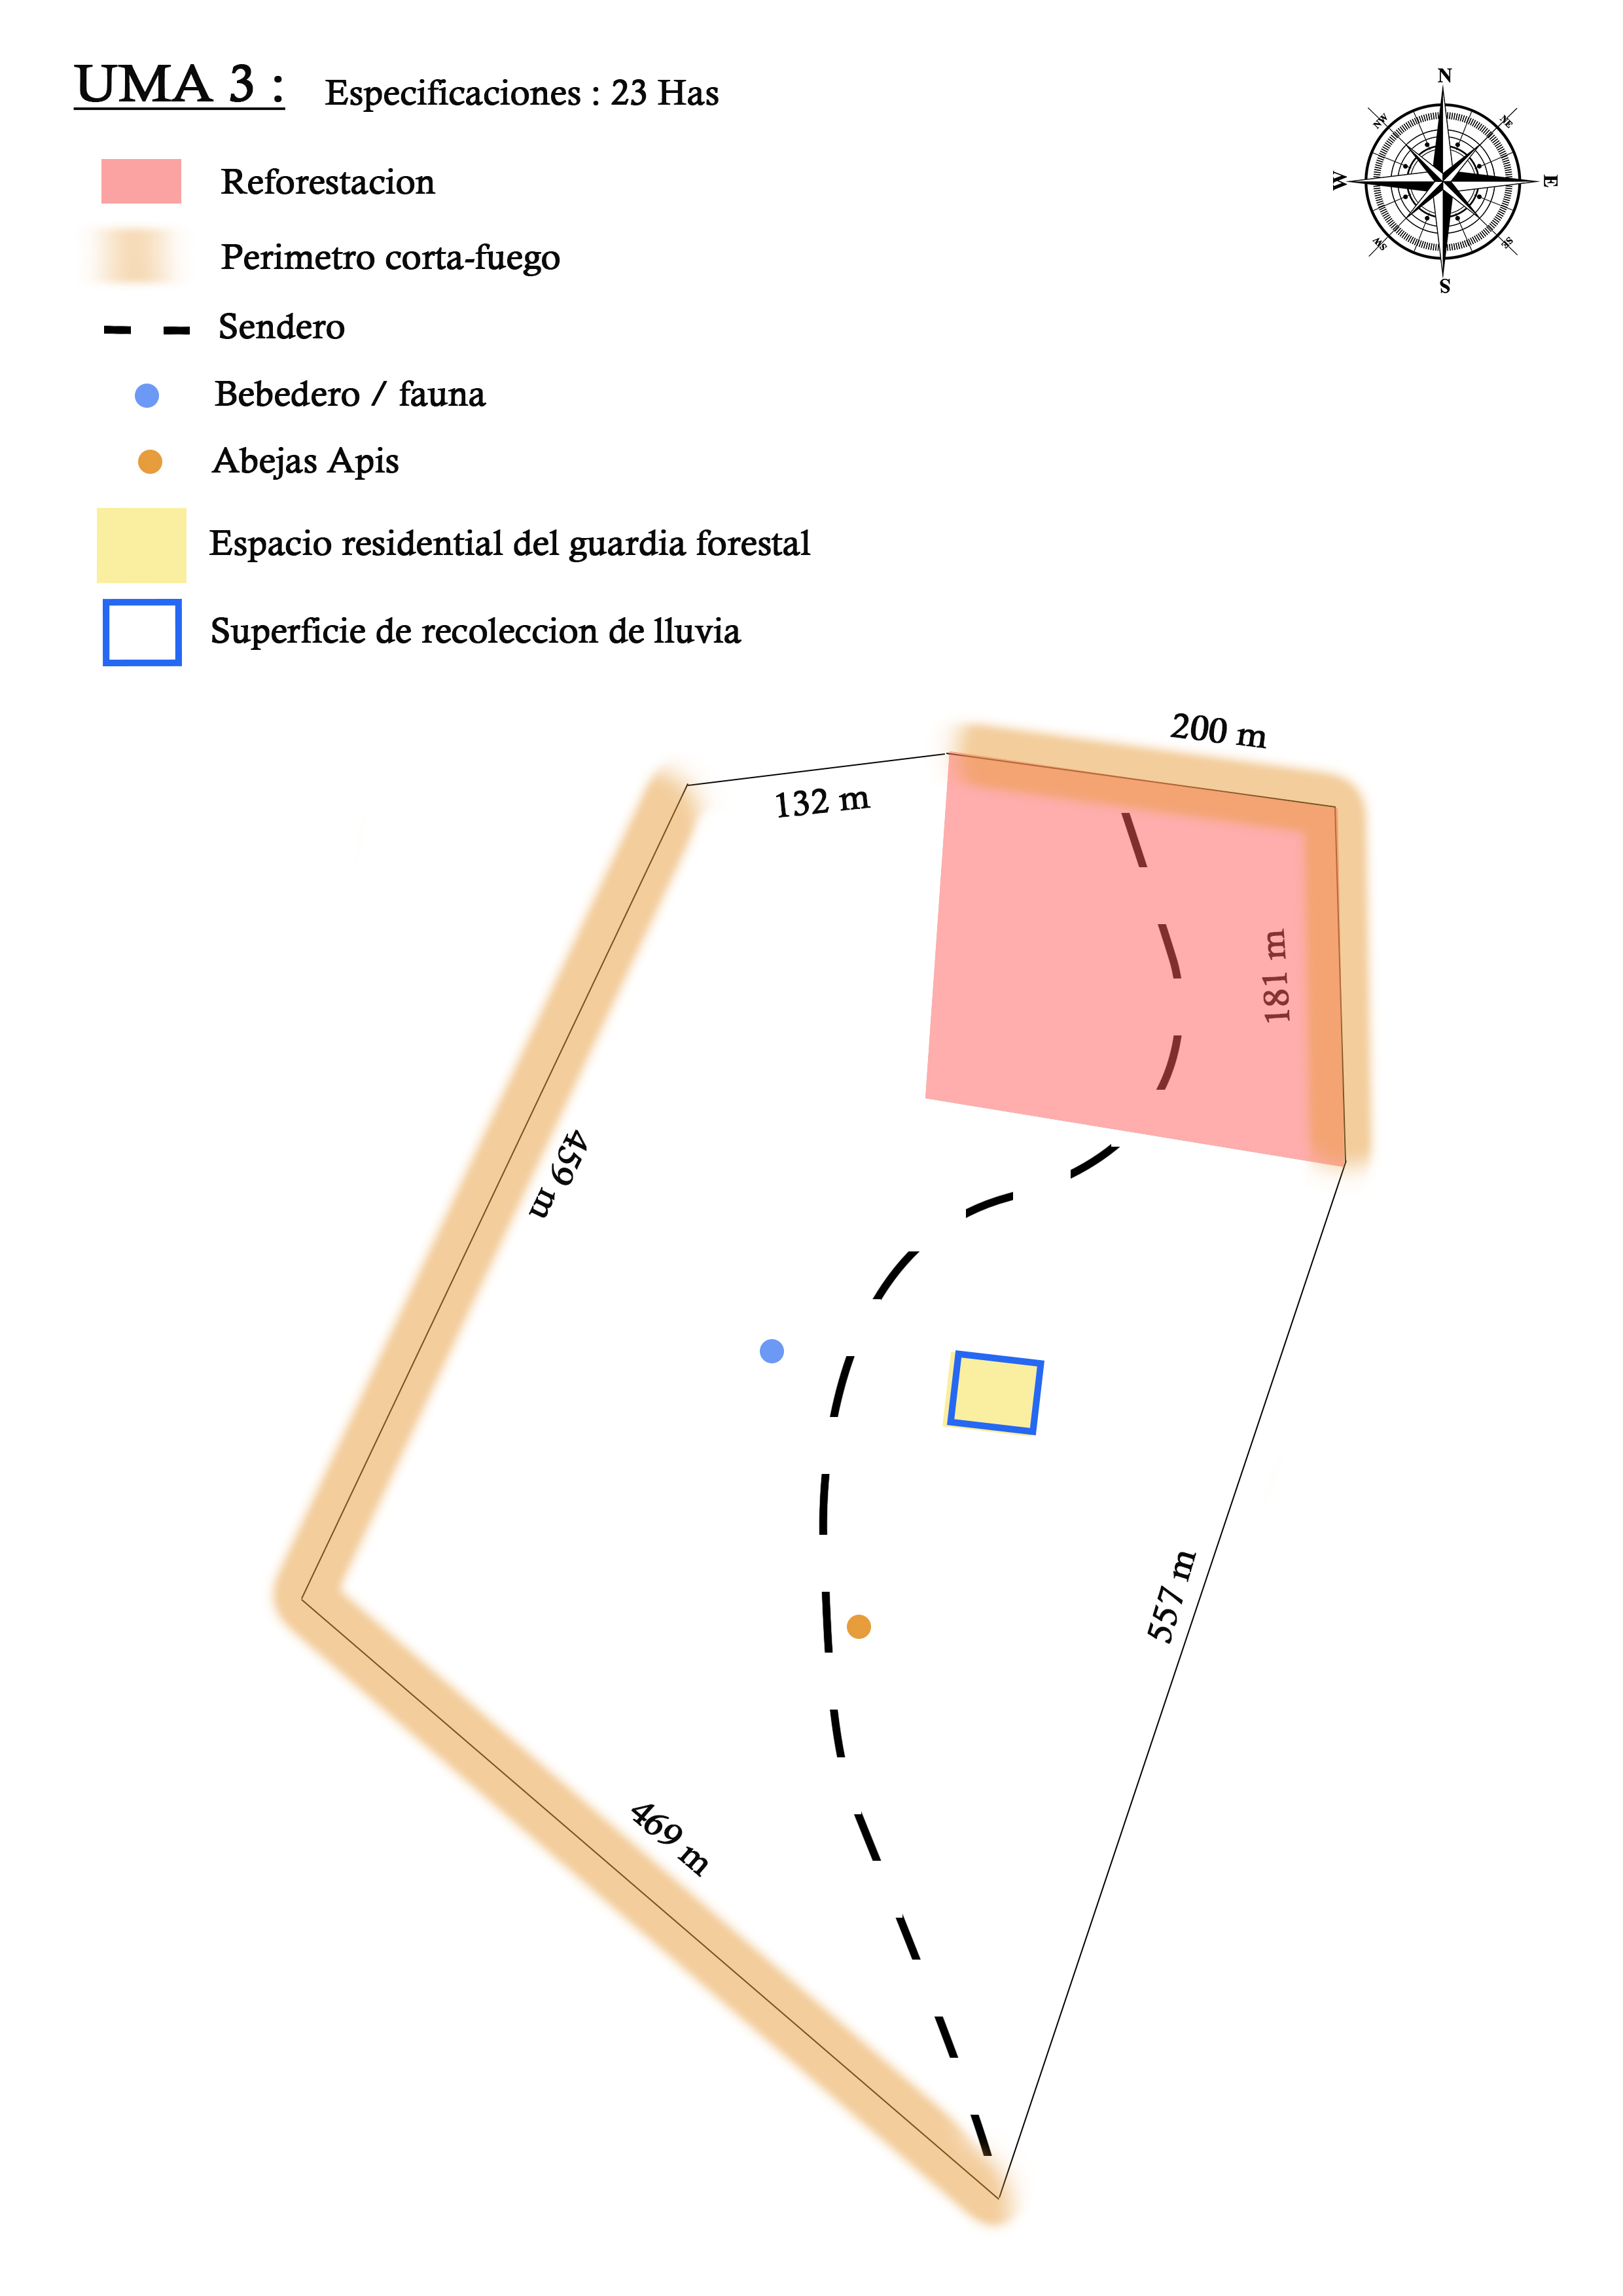 UMA 3 : Especificaciones : 23 Has
Reforestacion
Perimetro corta-fuego
Sendero
Bebedero / fauna
Abejas Apis
Espacio residential del guardia forestal
Superficie de recoleccion de lluvia
N
NW
NE
W
E
SW
SE
S
200 m
132 m
181 m
459 m
557 m
469 m